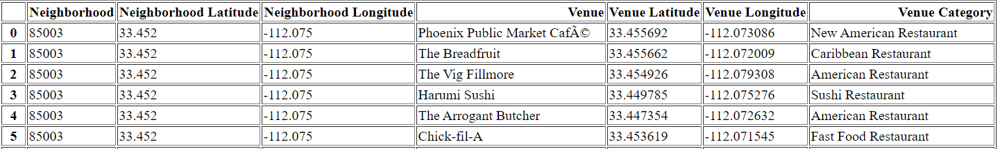 Neighborhood Neighborhood Latitude Neighborhood Longitude Venue Venue Latitude Venue Longitude Venue Category
0 85003 33.452 -112.075 Phoenix Public Market CafÃ© 33.455692 -112.073086 New American Restaurant
1 85003 33.452 -112.075 The Breadfruit 33.455662 -112.072009 Caribbean Restaurant
2 85003 33.452 -112.075 The Vig Fillmore 33.454926 -112.079308 American Restaurant
3 85003 33.452 -112.075 Harumi Sushi 33.449785 -112.075276 Sushi Restaurant
4 85003 33.452 -112.075 The Arrogant Butcher 33.447354 -112.072632 American Restaurant
5 85003 33.452 -112.075 Chick-fil-A 33.453619 -112.071545 Fast Food Restaurant